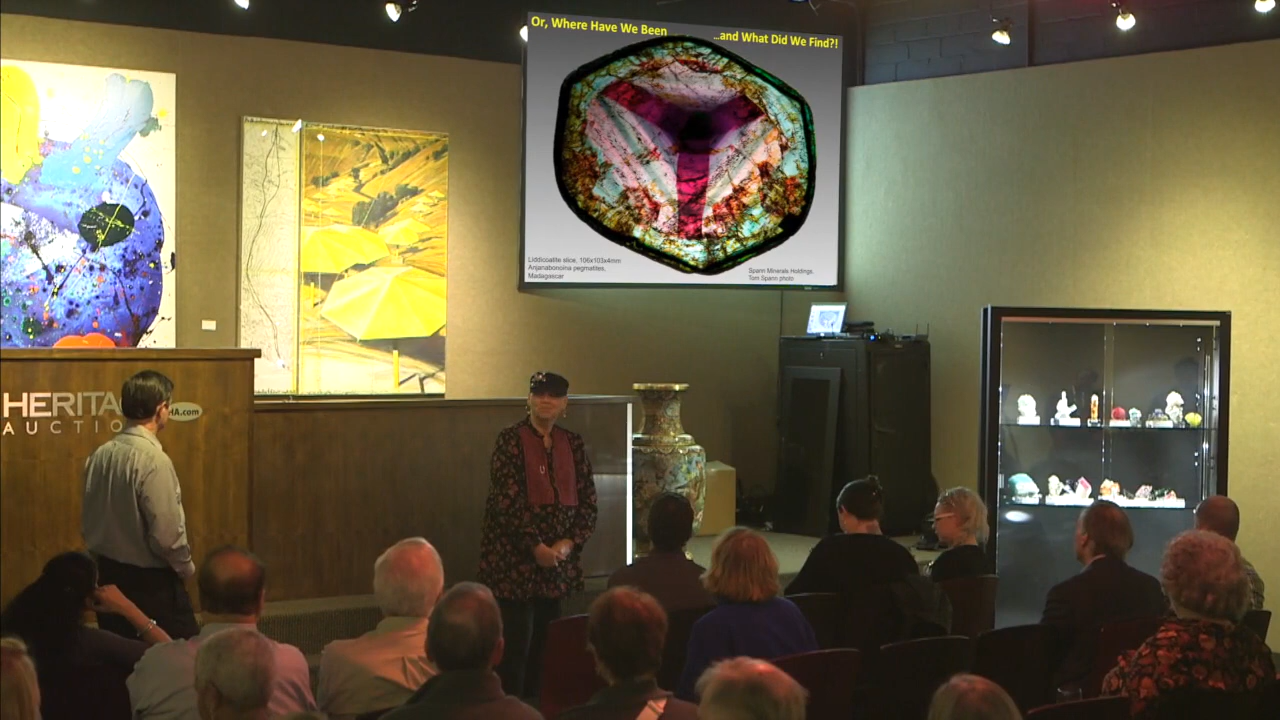 Or, Where Have We Been ...and What Did We Find?!
Liddicoatite slice, 106x103x4mm
Anjanabonoina pegmatites,
Madagascar
Spann Minerals Holdings,
Tom Spann photo
HERITA
HA.com
AUCTIO